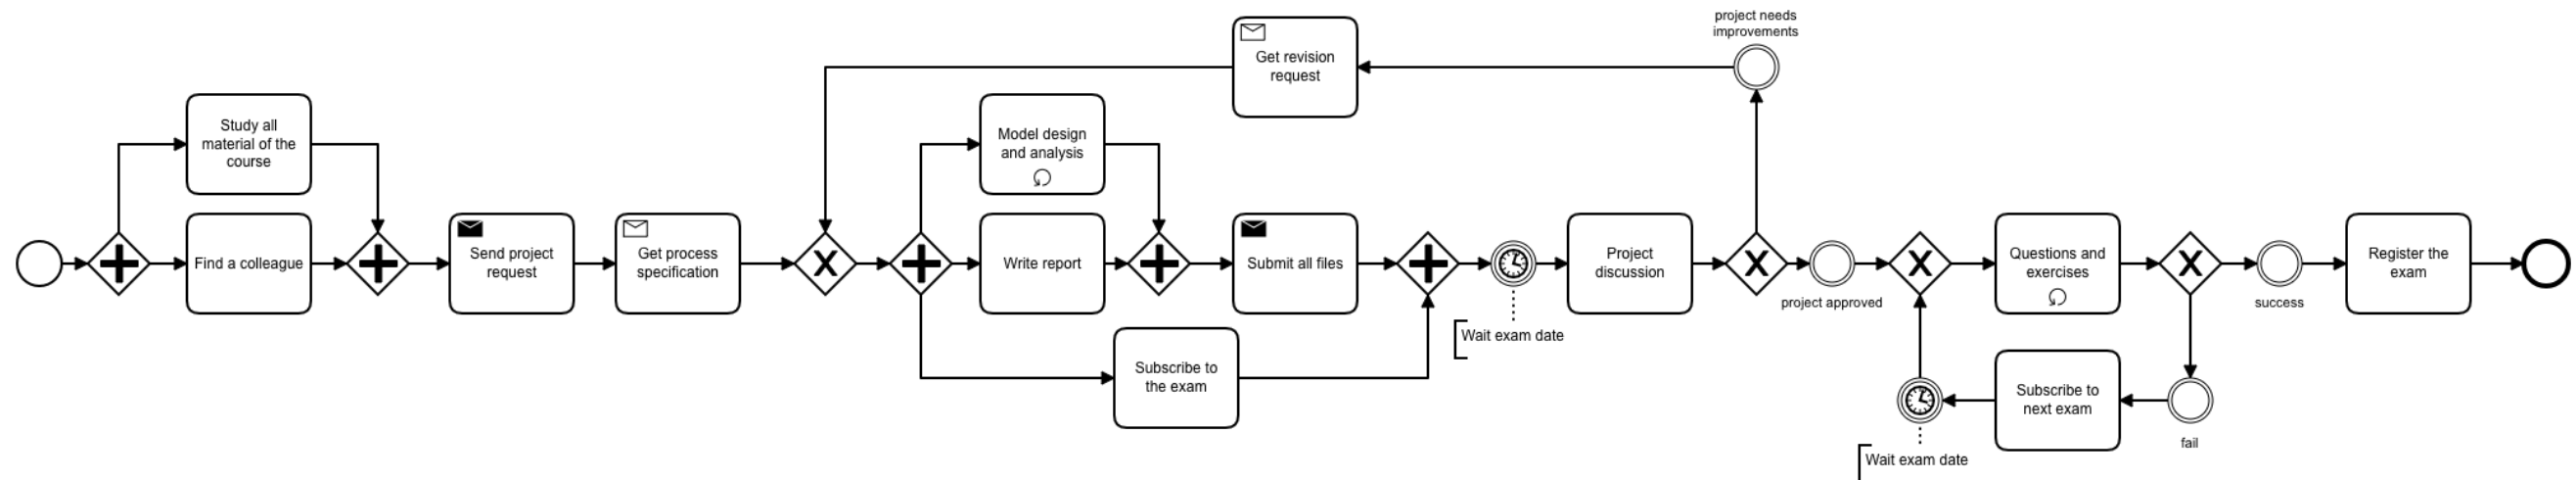 project needs
improvements
Get revision
request
Study all
material of the
course
Model design
and analysis
Find a colleague
Send project
request
Get process
specification
X
Write report
Submit all files
Project
discussion
X
project approved
X
Questions and
exercises
X
success
Register the
exam
Wait exam date
Subscribe to
the exam
Subscribe to
next exam
fail
Wait exam date